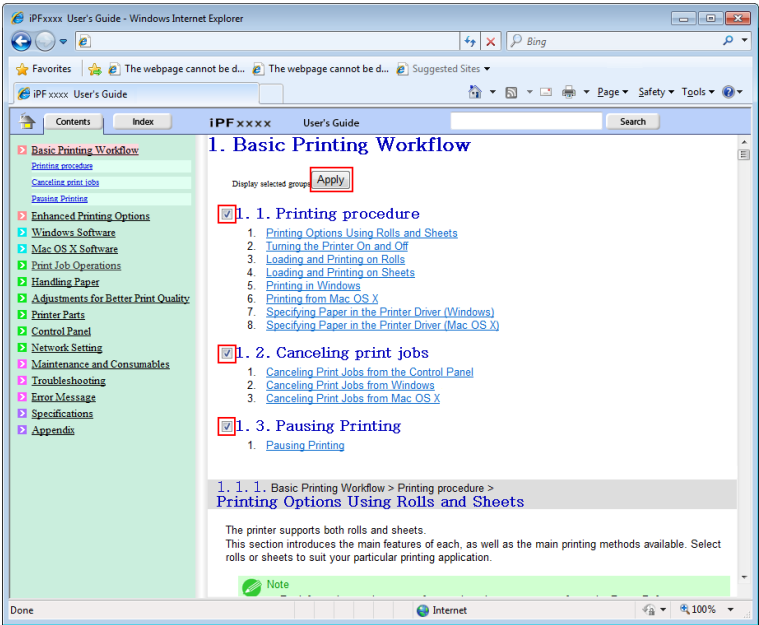 iPFxxxx User's Guide - Windows Internet Explorer
Bing
Favorites The webpage cannot be d... The webpage cannot be d... Suggested Sites
iPF xxxx User's Guide
Page Safety Tools
Contents Index iPFxxxx User's Guide Search
Basic Printing Workflow
Printing procedure
Canceling print jobs
Pausing Printing
Enhanced Printing Options
Windows Software
Mac OS X Software
Print Job Operations
Handling Paper
Adjustments for Better Print Quality
Printer Parts
Control Panel
Network Setting
Maintenance and Consumables
Troubleshooting
Error Message
Specifications
Appendix
1. Basic Printing Workflow
Display selected groups Apply
1. 1. Printing procedure
1. Printing Options Using Rolls and Sheets
2. Turning the Printer On and Off
3. Loading and Printing on Rolls
4. Loading and Printing on Sheets
5. Printing in Windows
6. Printing from Mac OS X
7. Specifying Paper in the Printer Driver (Windows)
8. Specifying Paper in the Printer Driver (Mac OS X)
1. 2. Canceling print jobs
1. Canceling Print Jobs from the Control Panel
2. Canceling Print Jobs from Windows
3. Canceling Print Jobs from Mac OS X
1. 3. Pausing Printing
1. Pausing Printing
1. 1. 1. Basic Printing Workflow > Printing procedure >
Printing Options Using Rolls and Sheets
The printer supports both rolls and sheets.
This section introduces the main features of each, as well as the main printing methods available. Select
rolls or sheets to suit your particular printing application.
Note
Done Internet 100%